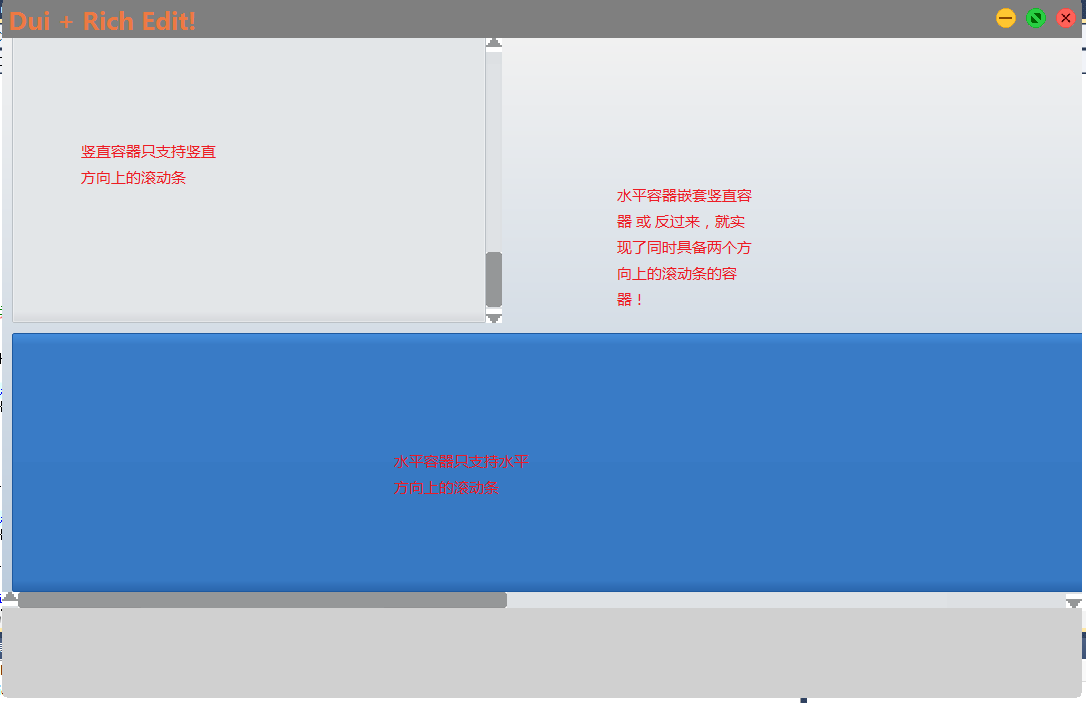 Dui + Rich Edit!
竖直容器只支持竖直
方向上的滚动条
水平容器嵌套竖直容
器 或 反过来，就实
现了同时具备两个方
向上的滚动条的容
器！
水平容器只支持水平
方向上的滚动条